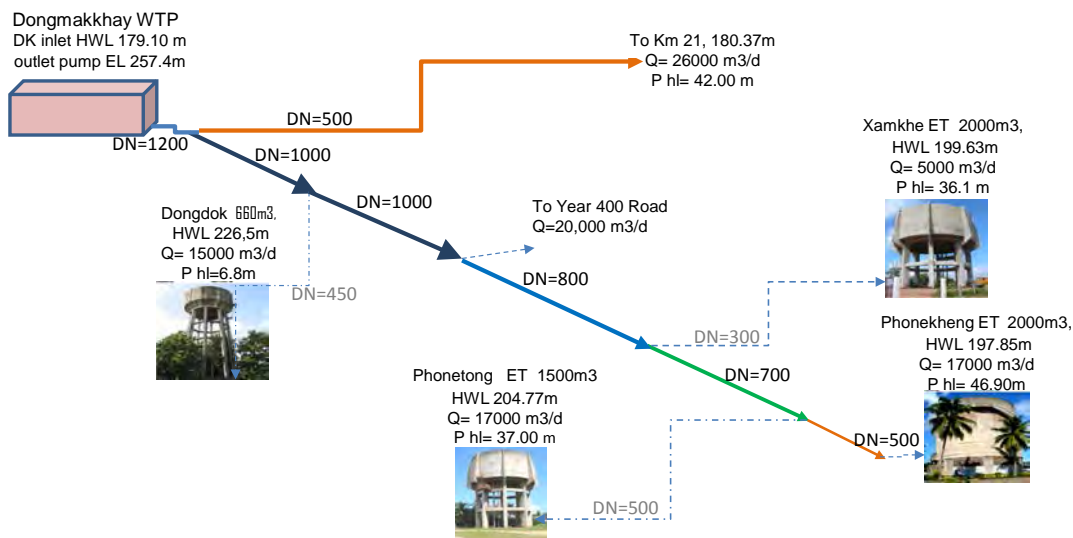 Dongmakkhay WTP
DK inlet HWL 179.10 m
outlet pump EL 257.4m
To Km 21, 180.37m
Q= 26000 m3/d
P hl= 42.00 m
DN=500
DN=1200
DN=1000
Xamkhe ET 2000m3,
HWL 199.63m
Q= 5000 m3/d
P hl= 36.1 m
DN=1000
Dongdok 660m3,
HWL 226,5m
Q= 15000 m3/d
P hl=6.8m
To Year 400 Road
Q=20,000 m3/d
DN=450
DN=800
Phonekheng ET 2000m3,
HWL 197.85m
Q= 17000 m3/d
P hl= 46.90m
DN=300
DN=700
Phonetong ET 1500m3
HWL 204.77m
Q= 17000 m3/d
P hl= 37.00 m
DN=500
DN=500